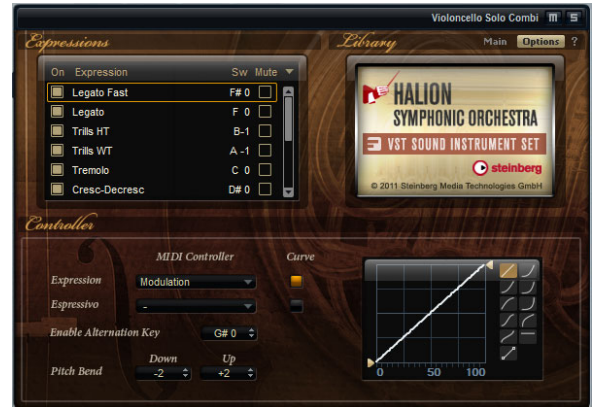 Violoncello Solo Combi M S
Expressions
Library Main Options ?
On Expression Sw Mute
Legato Fast F# 0
Legato F 0
Trills HT B-1
Trills WT A -1
Tremolo C 0
Cresc-Decresc D# 0
HALION
SYMPHONIC ORCHESTRA
VST SOUND INSTRUMENT SET
steinberg
© 2011 Steinberg Media Technologies GmbH
Controller
MIDI Controller Curve
Expression Modulation
Espressivo -
Enable Alternation Key G# 0
Down Up
Pitch Bend -2 +2
0 50 100